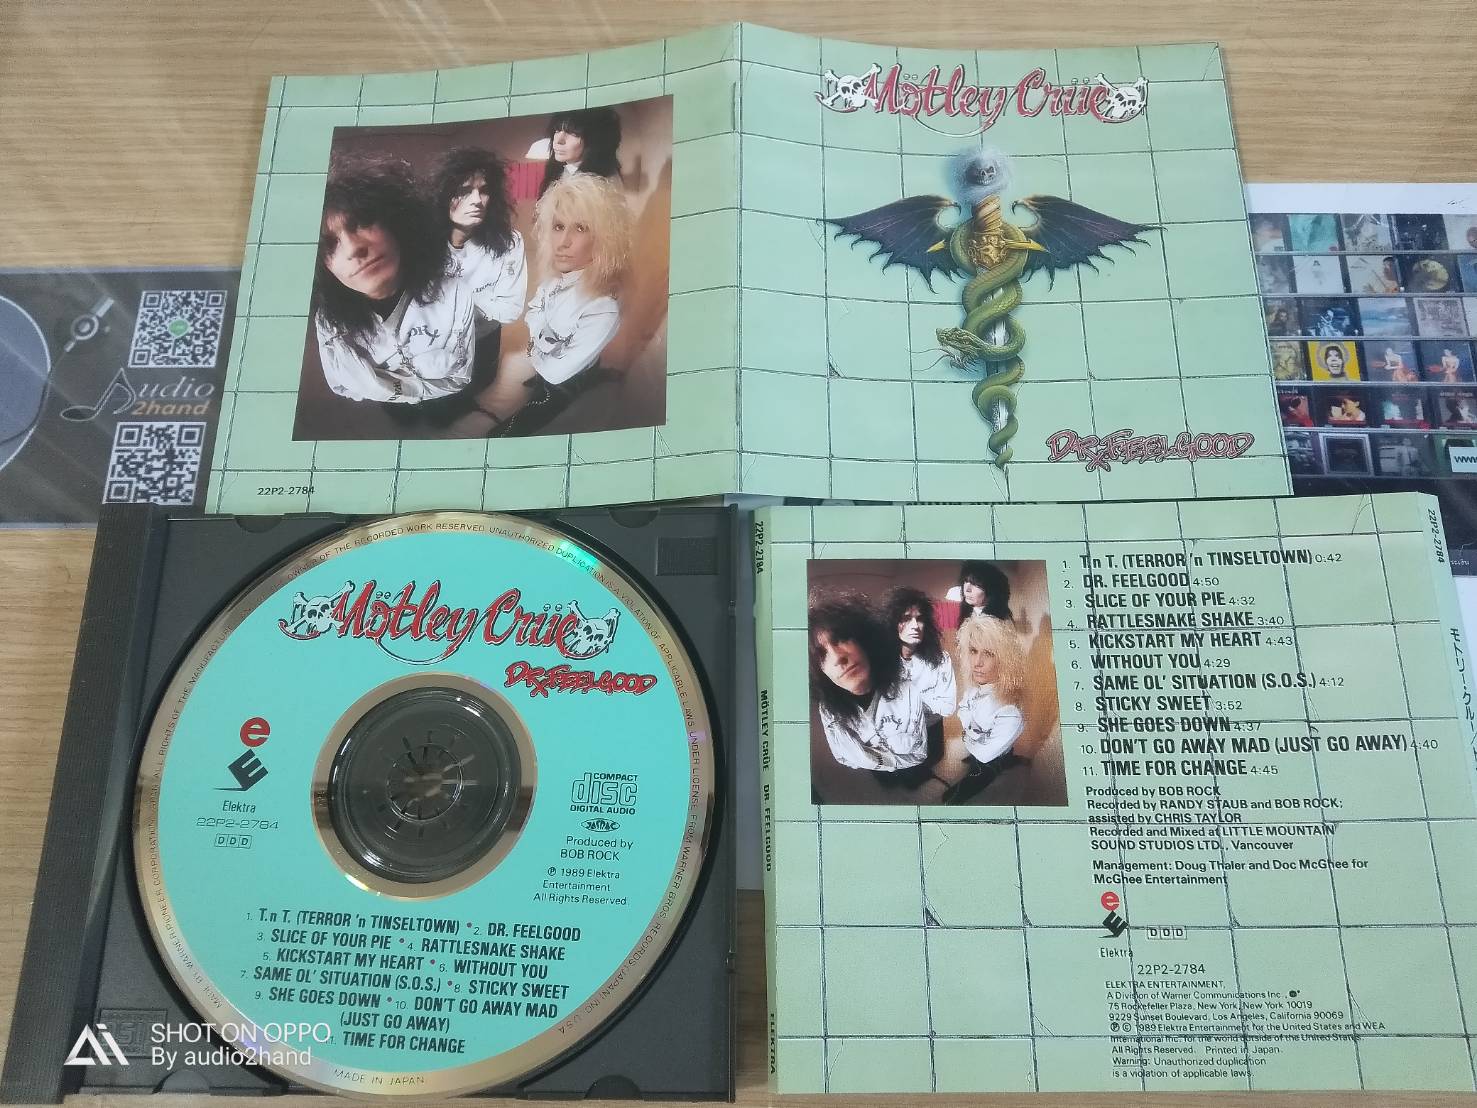 Mötley Crüe
DR. FEELGOOD
22P2-2784
Audio
2hand
Mötley Crüe
DR. FEELGOOD
e
E
Elektra
22P2-2784
DDD
COMPACT
disc
DIGITAL AUDIO
JASRAC
Produced by
BOB ROCK
℗ 1989 Elektra
Entertainment.
All Rights Reserved.
1. T.n T. (TERROR 'n TINSELTOWN) • 2. DR. FEELGOOD
3. SLICE OF YOUR PIE • 4. RATTLESNAKE SHAKE
5. KICKSTART MY HEART • 6. WITHOUT YOU
7. SAME OL' SITUATION (S.O.S.) • 8. STICKY SWEET
9. SHE GOES DOWN • 10. DON'T GO AWAY MAD
(JUST GO AWAY)
11. TIME FOR CHANGE
MADE IN JAPAN.
SHOT ON OPPO
By audio2hand
22P2-2784
MÖTLEY CRÜE DR. FEELGOOD
ELEKTRA
1. T.n T. (TERROR 'n TINSELTOWN) 0:42
2. DR. FEELGOOD 4:50
3. SLICE OF YOUR PIE 4:32
4. RATTLESNAKE SHAKE 3:40
5. KICKSTART MY HEART 4:43
6. WITHOUT YOU 4:29
7. SAME OL' SITUATION (S.O.S.) 4:12
8. STICKY SWEET 3:52
9. SHE GOES DOWN 4:37
10. DON'T GO AWAY MAD (JUST GO AWAY) 4:40
11. TIME FOR CHANGE 4:45
Produced by BOB ROCK
Recorded by RANDY STAUB and BOB ROCK;
assisted by CHRIS TAYLOR
Recorded and Mixed at LITTLE MOUNTAIN
SOUND STUDIOS LTD., Vancouver
Management: Doug Thaler and Doc McGhee for
McGhee Entertainment
e
E
Elektra
DDD
22P2-2784
ELEKTRA ENTERTAINMENT,
A Division of Warner Communications Inc.,
75 Rockefeller Plaza, New York, New York 10019
9229 Sunset Boulevard, Los Angeles, California 90069
℗ © 1989 Elektra Entertainment for the United States and WEA
International Inc. for the world outside of the United States.
All Rights Reserved. Printed in Japan.
Warning: Unauthorized duplication
is a violation of applicable laws.
22P2-2784
モトリー・クルー